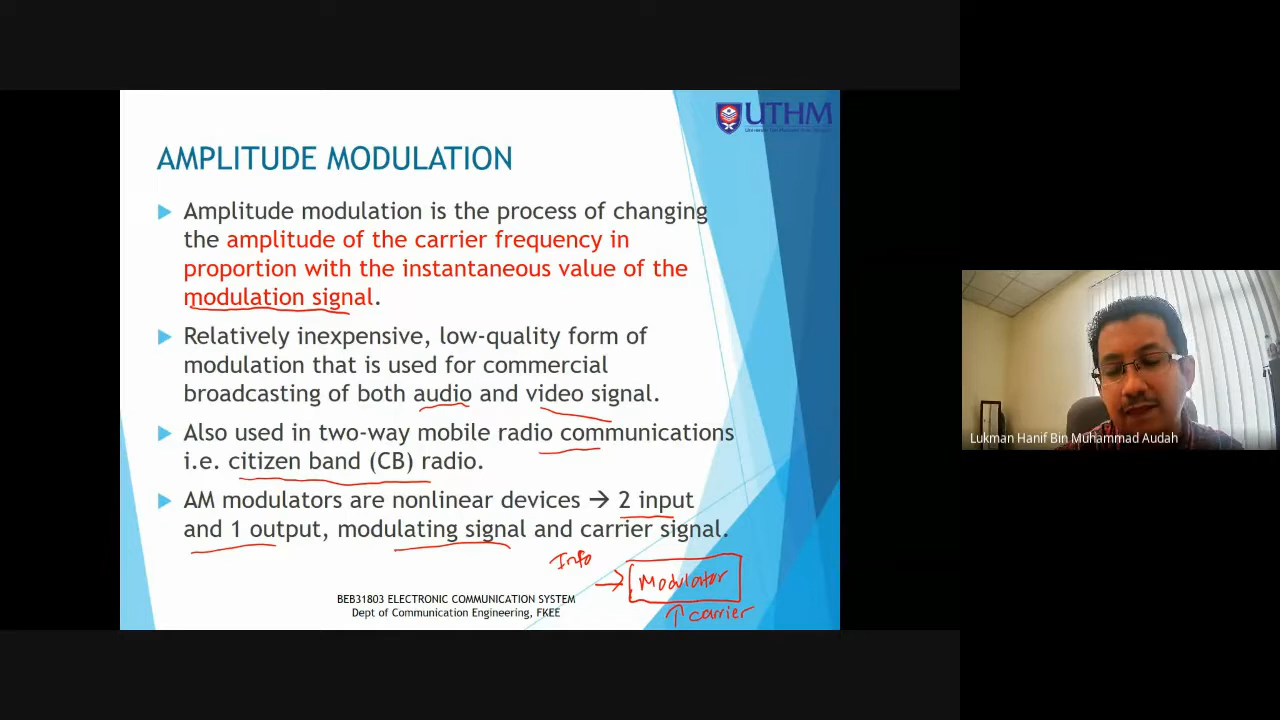 UTHM
AMPLITUDE MODULATION
Amplitude modulation is the process of changing
the amplitude of the carrier frequency in
proportion with the instantaneous value of the
modulation signal.
Relatively inexpensive, low-quality form of
modulation that is used for commercial
broadcasting of both audio and video signal.
Also used in two-way mobile radio communications
i.e. citizen band (CB) radio.
AM modulators are nonlinear devices → 2 input
and 1 output, modulating signal and carrier signal.
Info
Modulator
carrier
BEB31803 ELECTRONIC COMMUNICATION SYSTEM
Dept of Communication Engineering, FKEE
Lukman Hanif Bin Muhammad Audah